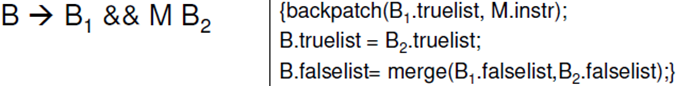 B → B₁ && M B₂
{backpatch(B₁.truelist, M.instr);
B.truelist = B₂.truelist;
B.falselist= merge(B₁.falselist,B₂.falselist);}